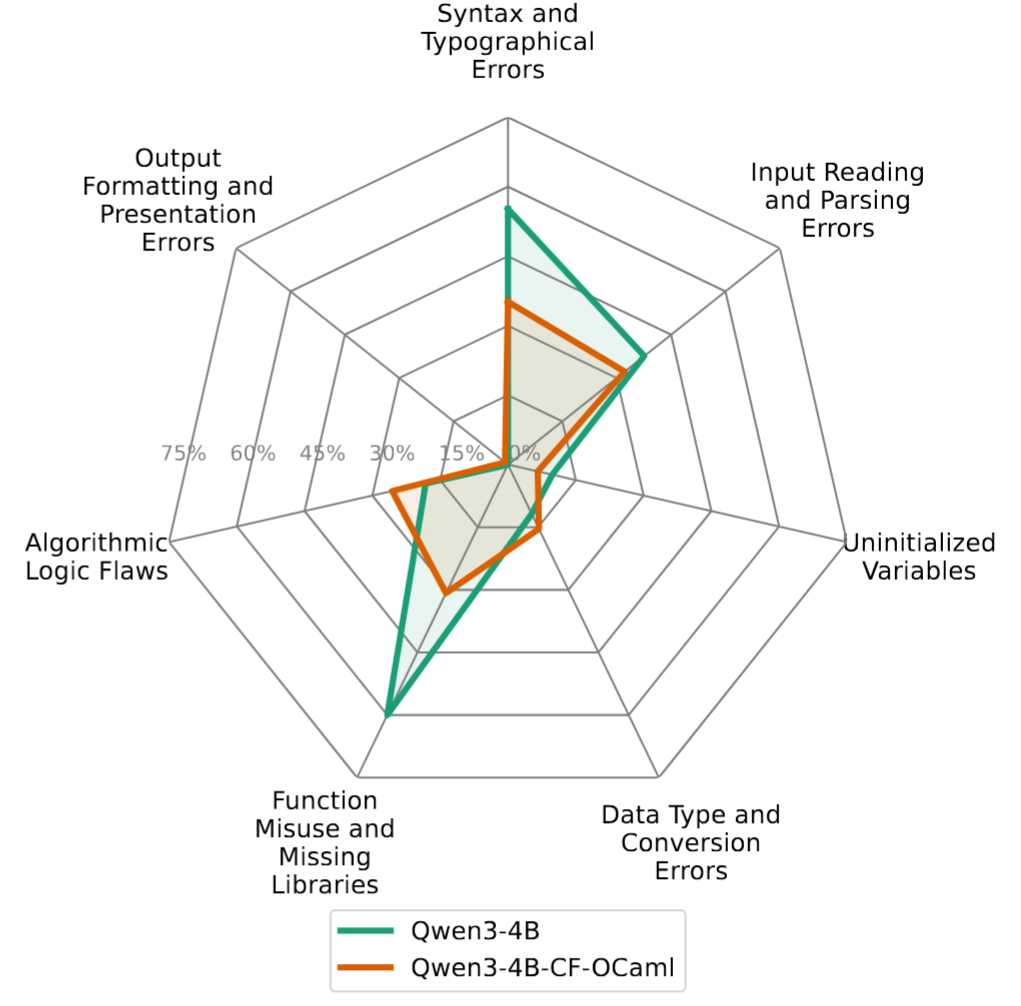 Syntax and
Typographical
Errors
Output
Formatting and
Presentation
Errors
Input Reading
and Parsing
Errors
75% 60% 45% 30% 15% 0%
Algorithmic
Logic Flaws
Uninitialized
Variables
Function
Misuse and
Missing
Libraries
Data Type and
Conversion
Errors
Qwen3-4B
Qwen3-4B-CF-OCaml